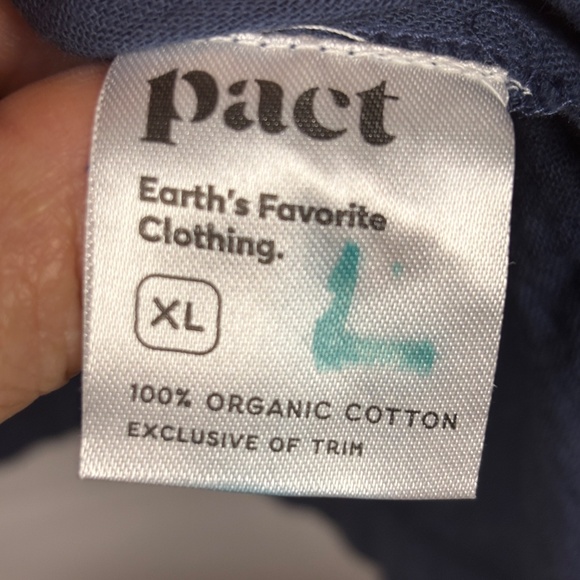 pact
Earth's Favorite
Clothing.
XL
L
100% ORGANIC COTTON
EXCLUSIVE OF TRIM